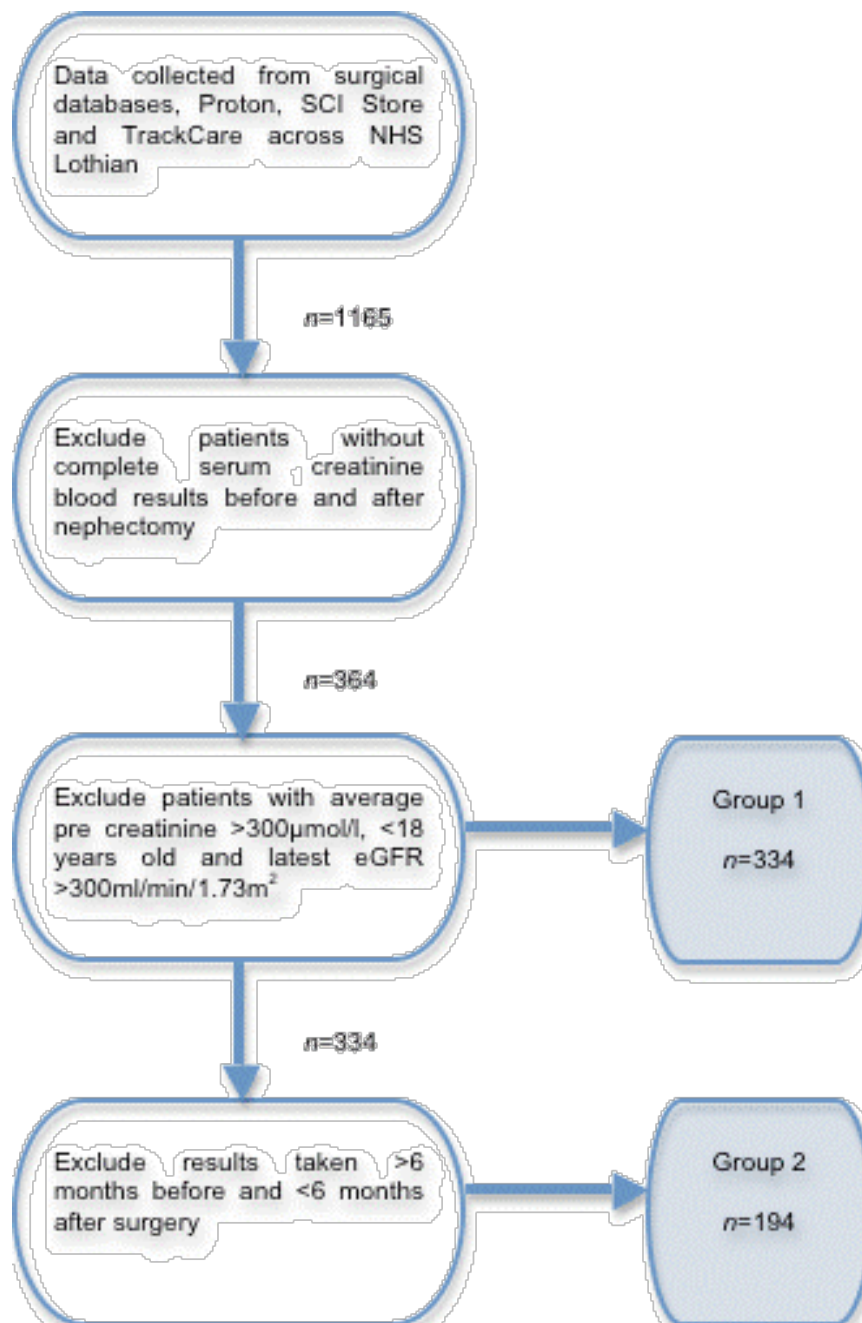 Data collected from surgical
databases, Proton, SCI Store
and TrackCare across NHS
Lothian
n=1165
Exclude patients without
complete serum creatinine
blood results before and after
nephectomy
n=364
Exclude patients with average
pre creatinine >300µmol/l, <18
years old and latest eGFR
>300ml/min/1.73m²
Group 1
n=334
n=334
Exclude results taken >6
months before and <6 months
after surgery
Group 2
n=194